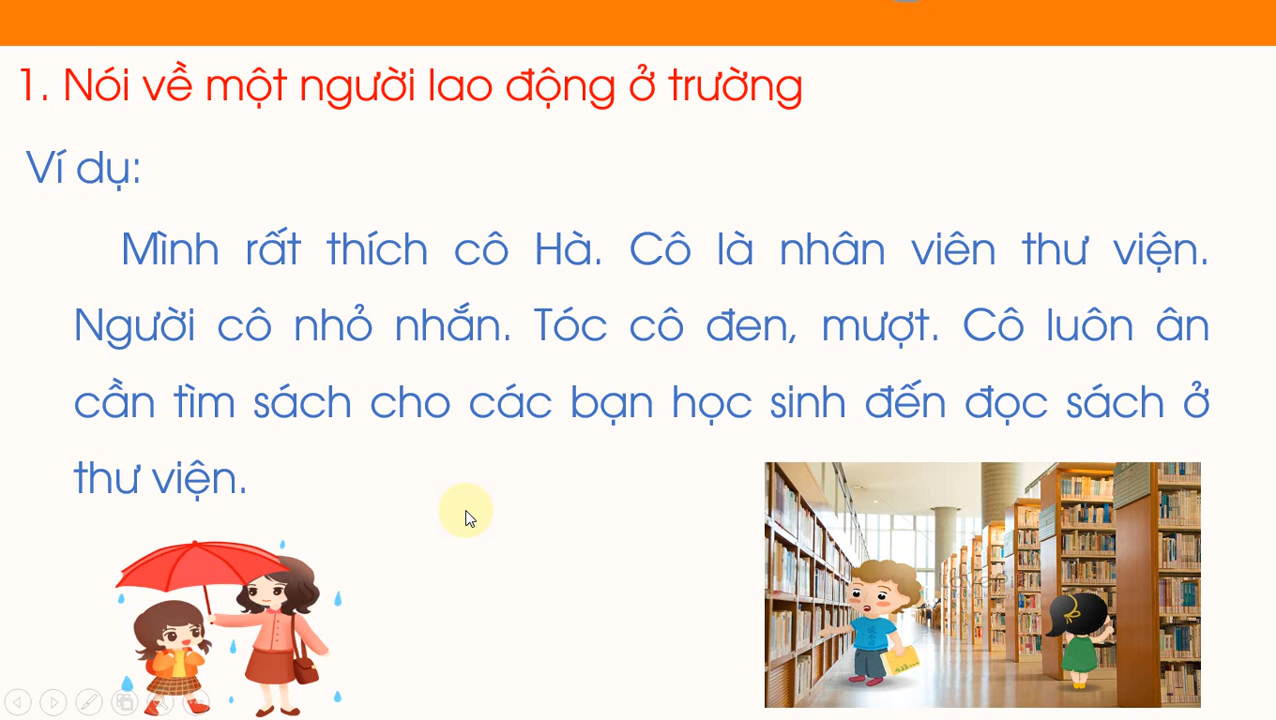 1. Nói về một người lao động ở trường
Ví dụ:
Mình rất thích cô Hà. Cô là nhân viên thư viện.
Người cô nhỏ nhắn. Tóc cô đen, mượt. Cô luôn ân
cần tìm sách cho các bạn học sinh đến đọc sách ở
thư viện.